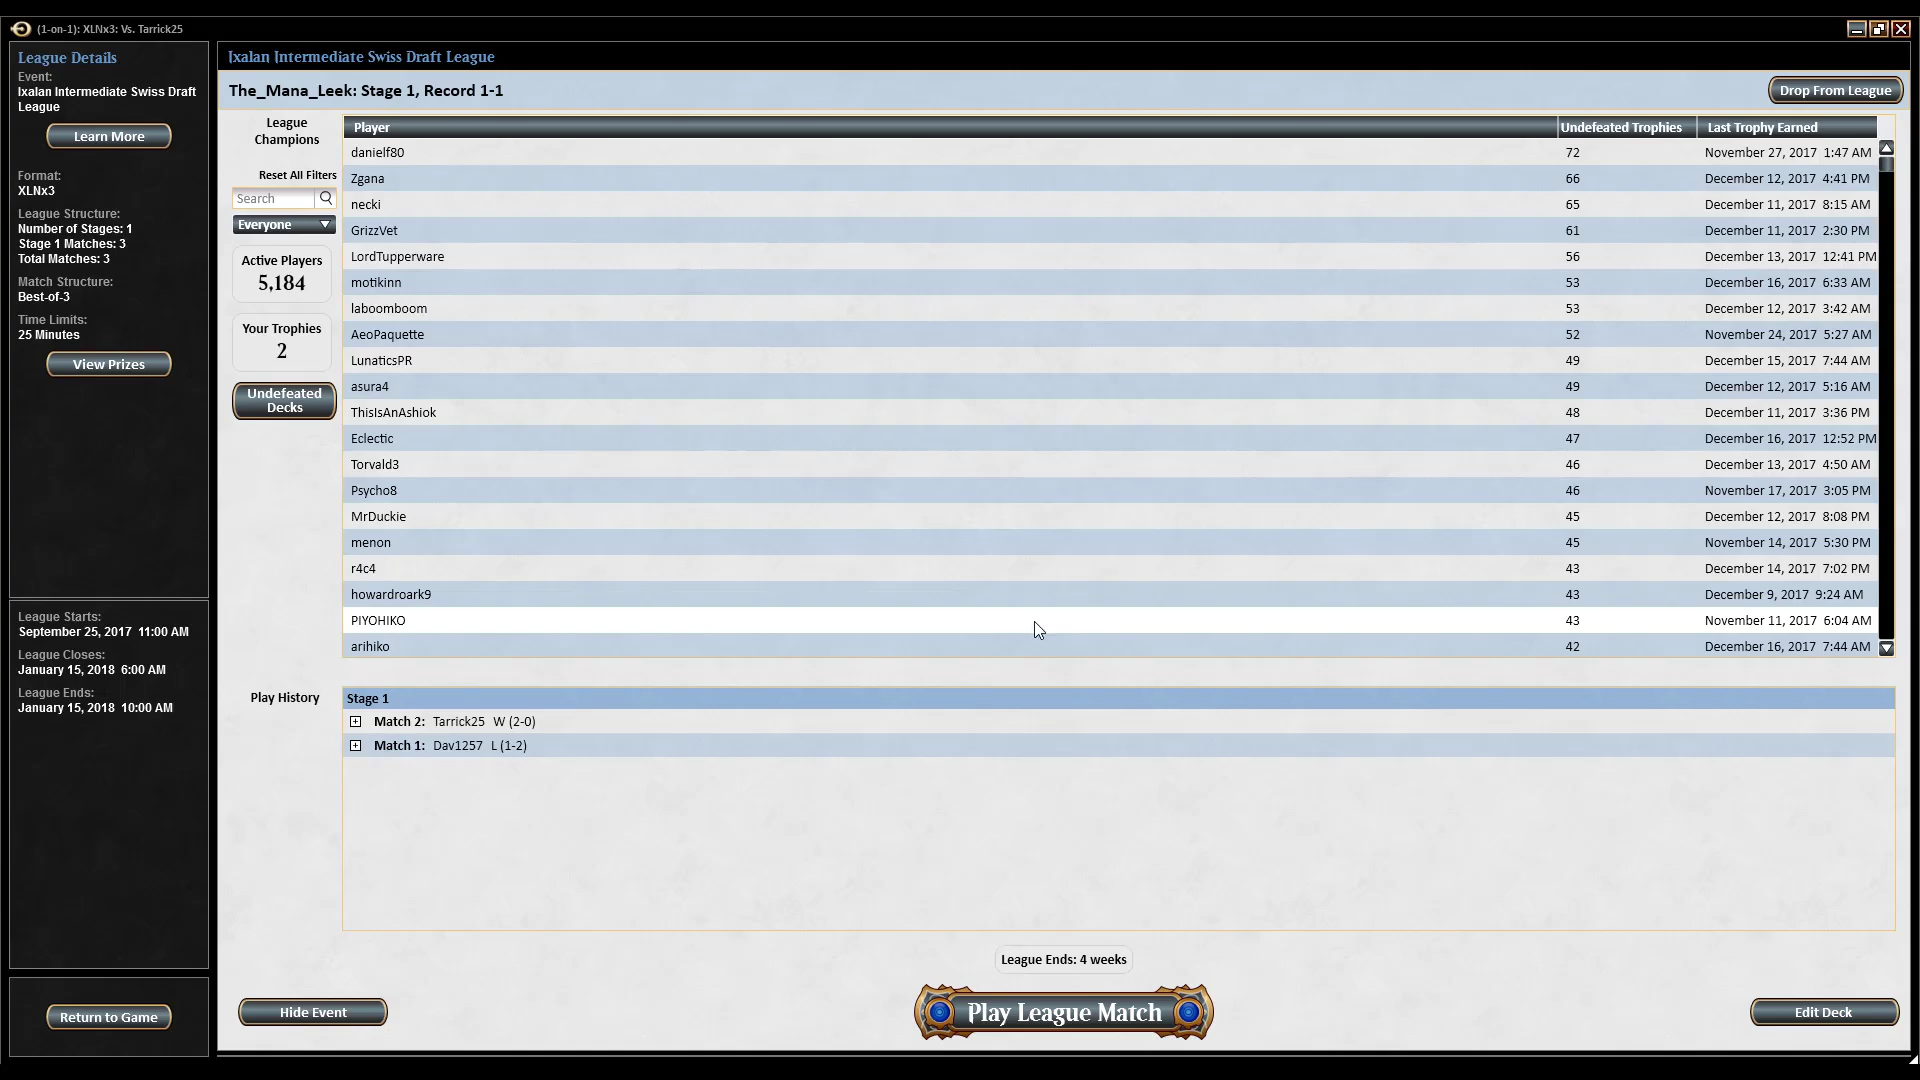 (1-on-1): XLNx3: Vs. Tarrick25
League Details
Event:
Ixalan Intermediate Swiss Draft
League
Learn More
Format:
XLNx3
League Structure:
Number of Stages: 1
Stage 1 Matches: 3
Total Matches: 3
Match Structure:
Best-of-3
Time Limits:
25 Minutes
View Prizes
League Starts:
September 25, 2017 11:00 AM
League Closes:
January 15, 2018 6:00 AM
League Ends:
January 15, 2018 10:00 AM
Return to Game
Ixalan Intermediate Swiss Draft League
The_Mana_Leek: Stage 1, Record 1-1
Drop From League
League
Champions
Reset All Filters
Search
Everyone
Active Players
5,184
Your Trophies
2
Undefeated
Decks
Player Undefeated Trophies Last Trophy Earned
danielf80 72 November 27, 2017 1:47 AM
Zgana 66 December 12, 2017 4:41 PM
necki 65 December 11, 2017 8:15 AM
GrizzVet 61 December 11, 2017 2:30 PM
LordTupperware 56 December 13, 2017 12:41 PM
motikinn 53 December 16, 2017 6:33 AM
laboomboom 53 December 12, 2017 3:42 AM
AeoPaquette 52 November 24, 2017 5:27 AM
LunaticsPR 49 December 15, 2017 7:44 AM
asura4 49 December 12, 2017 5:16 AM
ThisIsAnAshiok 48 December 11, 2017 3:36 PM
Eclectic 47 December 16, 2017 12:52 PM
Torvald3 46 December 13, 2017 4:50 AM
Psycho8 46 November 17, 2017 3:05 PM
MrDuckie 45 December 12, 2017 8:08 PM
menon 45 November 14, 2017 5:30 PM
r4c4 43 December 14, 2017 7:02 PM
howardroark9 43 December 9, 2017 9:24 AM
PIYOHIKO 43 November 11, 2017 6:04 AM
arihiko 42 December 16, 2017 7:44 AM
Play History
Stage 1
Match 2: Tarrick25 W (2-0)
Match 1: Dav1257 L (1-2)
League Ends: 4 weeks
Hide Event
Play League Match
Edit Deck